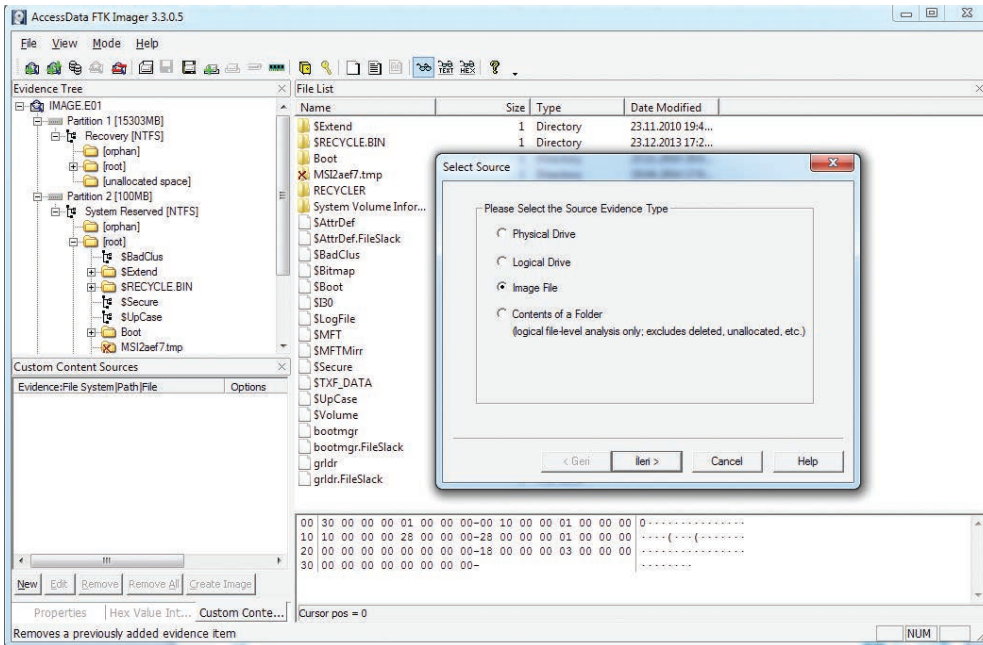 AccessData FTK Imager 3.3.0.5
File View Mode Help
Evidence Tree
IMAGE.E01
Partition 1 [15303MB]
Recovery [NTFS]
[orphan]
[root]
[unallocated space]
Partition 2 [100MB]
System Reserved [NTFS]
[orphan]
[root]
$BadClus
$Extend
$RECYCLE.BIN
$Secure
$UpCase
Boot
MSI2aef7.tmp
Custom Content Sources
Evidence:File System|Path|File Options
New Edit Remove Remove All Create Image
Properties Hex Value Int... Custom Conte...
Removes a previously added evidence item
File List
Name Size Type Date Modified
$Extend 1 Directory 23.11.2010 19:4...
$RECYCLE.BIN 1 Directory 23.12.2013 17:2...
Boot
MSI2aef7.tmp
RECYCLER
System Volume Infor...
$AttrDef
$AttrDef.FileSlack
$BadClus
$Bitmap
$Boot
$I30
$LogFile
$MFT
$MFTMirr
$Secure
$TXF_DATA
$UpCase
$Volume
bootmgr
bootmgr.FileSlack
grldr
grldr.FileSlack
Select Source
Please Select the Source Evidence Type
Physical Drive
Logical Drive
Image File
Contents of a Folder
(logical file-level analysis only; excludes deleted, unallocated, etc.)
< Geri İleri > Cancel Help
00 30 00 00 00 01 00 00 00-00 10 00 00 01 00 00 00 0···············
10 10 00 00 00 28 00 00 00-28 00 00 00 01 00 00 00 ····(···(·······
20 00 00 00 00 00 00 00 00-18 00 00 00 03 00 00 00 ················
30 00 00 00 00 00 00 00 00- ········
Cursor pos = 0
NUM